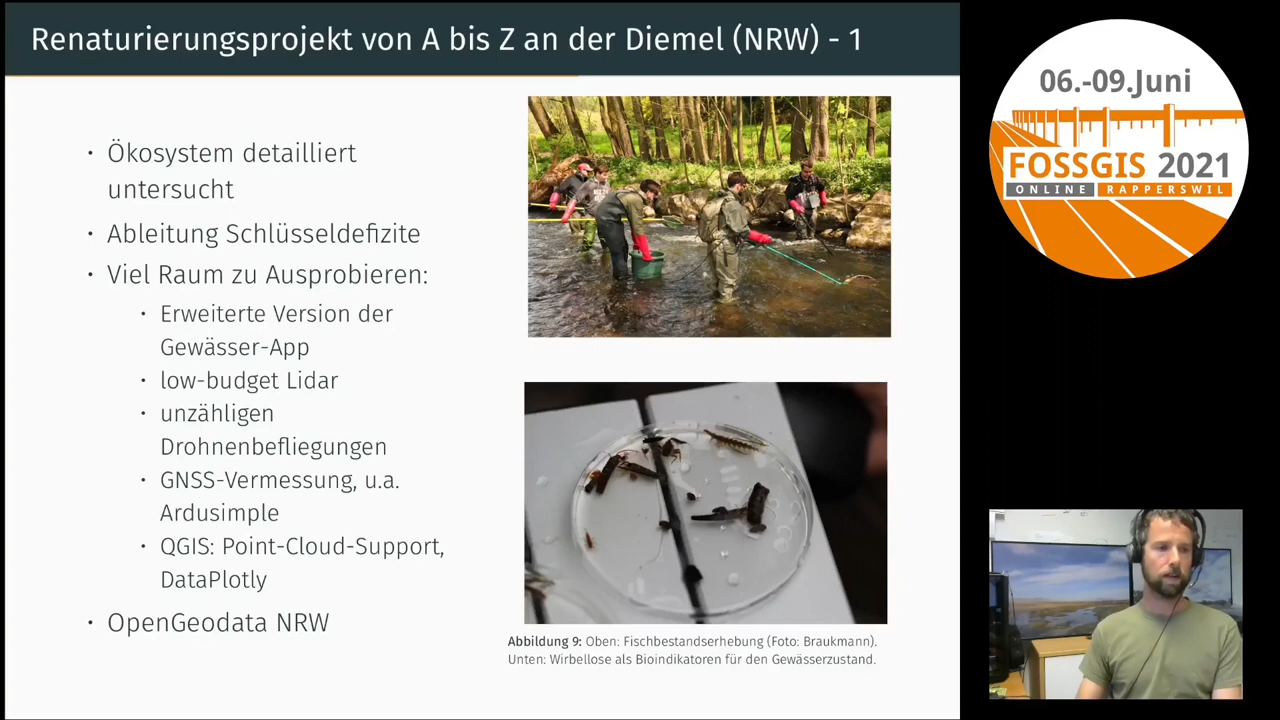 Renaturierungsprojekt von A bis Z an der Diemel (NRW) - 1
• Ökosystem detailliert
untersucht
• Ableitung Schlüsseldefizite
• Viel Raum zu Ausprobieren:
• Erweiterte Version der
Gewässer-App
• low-budget Lidar
• unzähligen
Drohnenbefliegungen
• GNSS-Vermessung, u.a.
Ardusimple
• QGIS: Point-Cloud-Support,
DataPlotly
• OpenGeodata NRW
Abbildung 9: Oben: Fischbestandserhebung (Foto: Braukmann).
Unten: Wirbellose als Bioindikatoren für den Gewässerzustand.
06.-09.Juni
FOSSGIS 2021
ONLINE RAPPERSWIL